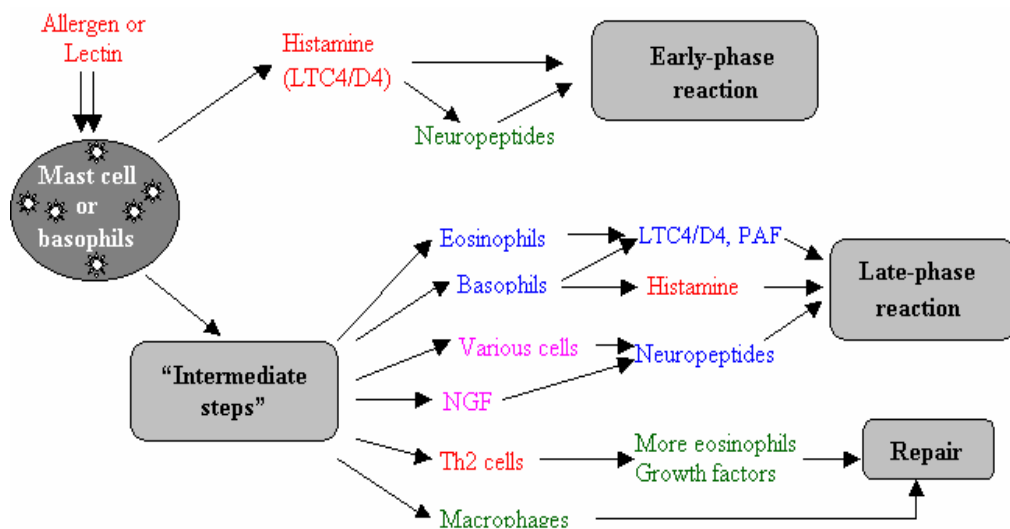 Allergen or
Lectin
Histamine
(LTC4/D4)
Early-phase
reaction
Neuropeptides
Mast cell
or
basophils
Eosinophils
LTC4/D4, PAF
Basophils
Histamine
Late-phase
reaction
Various cells
Neuropeptides
“Intermediate
steps”
NGF
Th2 cells
More eosinophils
Growth factors
Repair
Macrophages